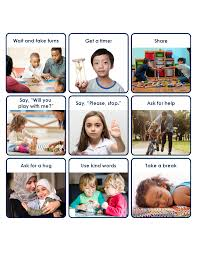 Wait and take turns
Get a timer
Share
Say, "Will you
play with me?"
Say, "Please, stop."
Ask for help
Ask for a hug
Use kind words
Take a break